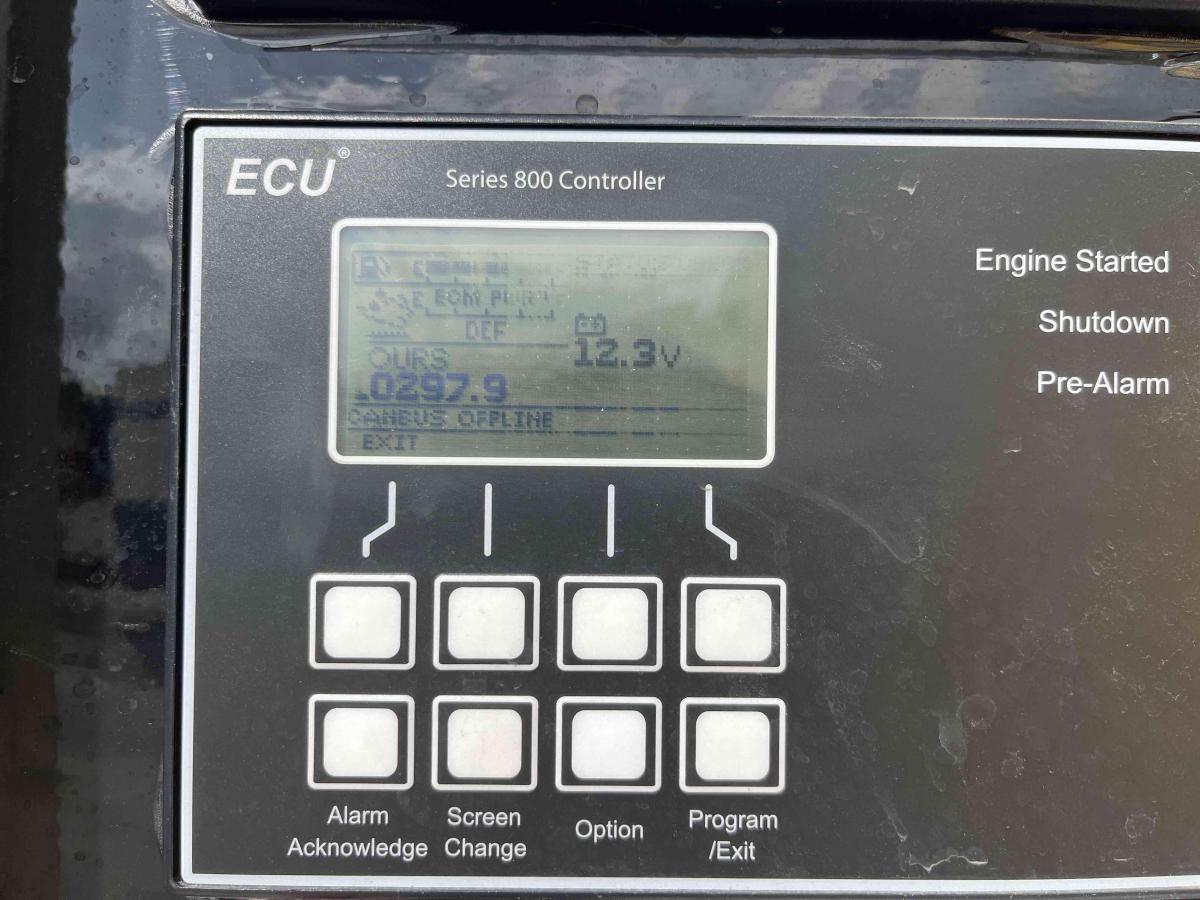 ECU®
Series 800 Controller
E
E ECM
DEF
12.3V
OURS
0297.9
CANBUS OFFLINE
EXIT
Engine Started
Shutdown
Pre-Alarm
Alarm
Acknowledge
Screen
Change
Option
Program
/Exit